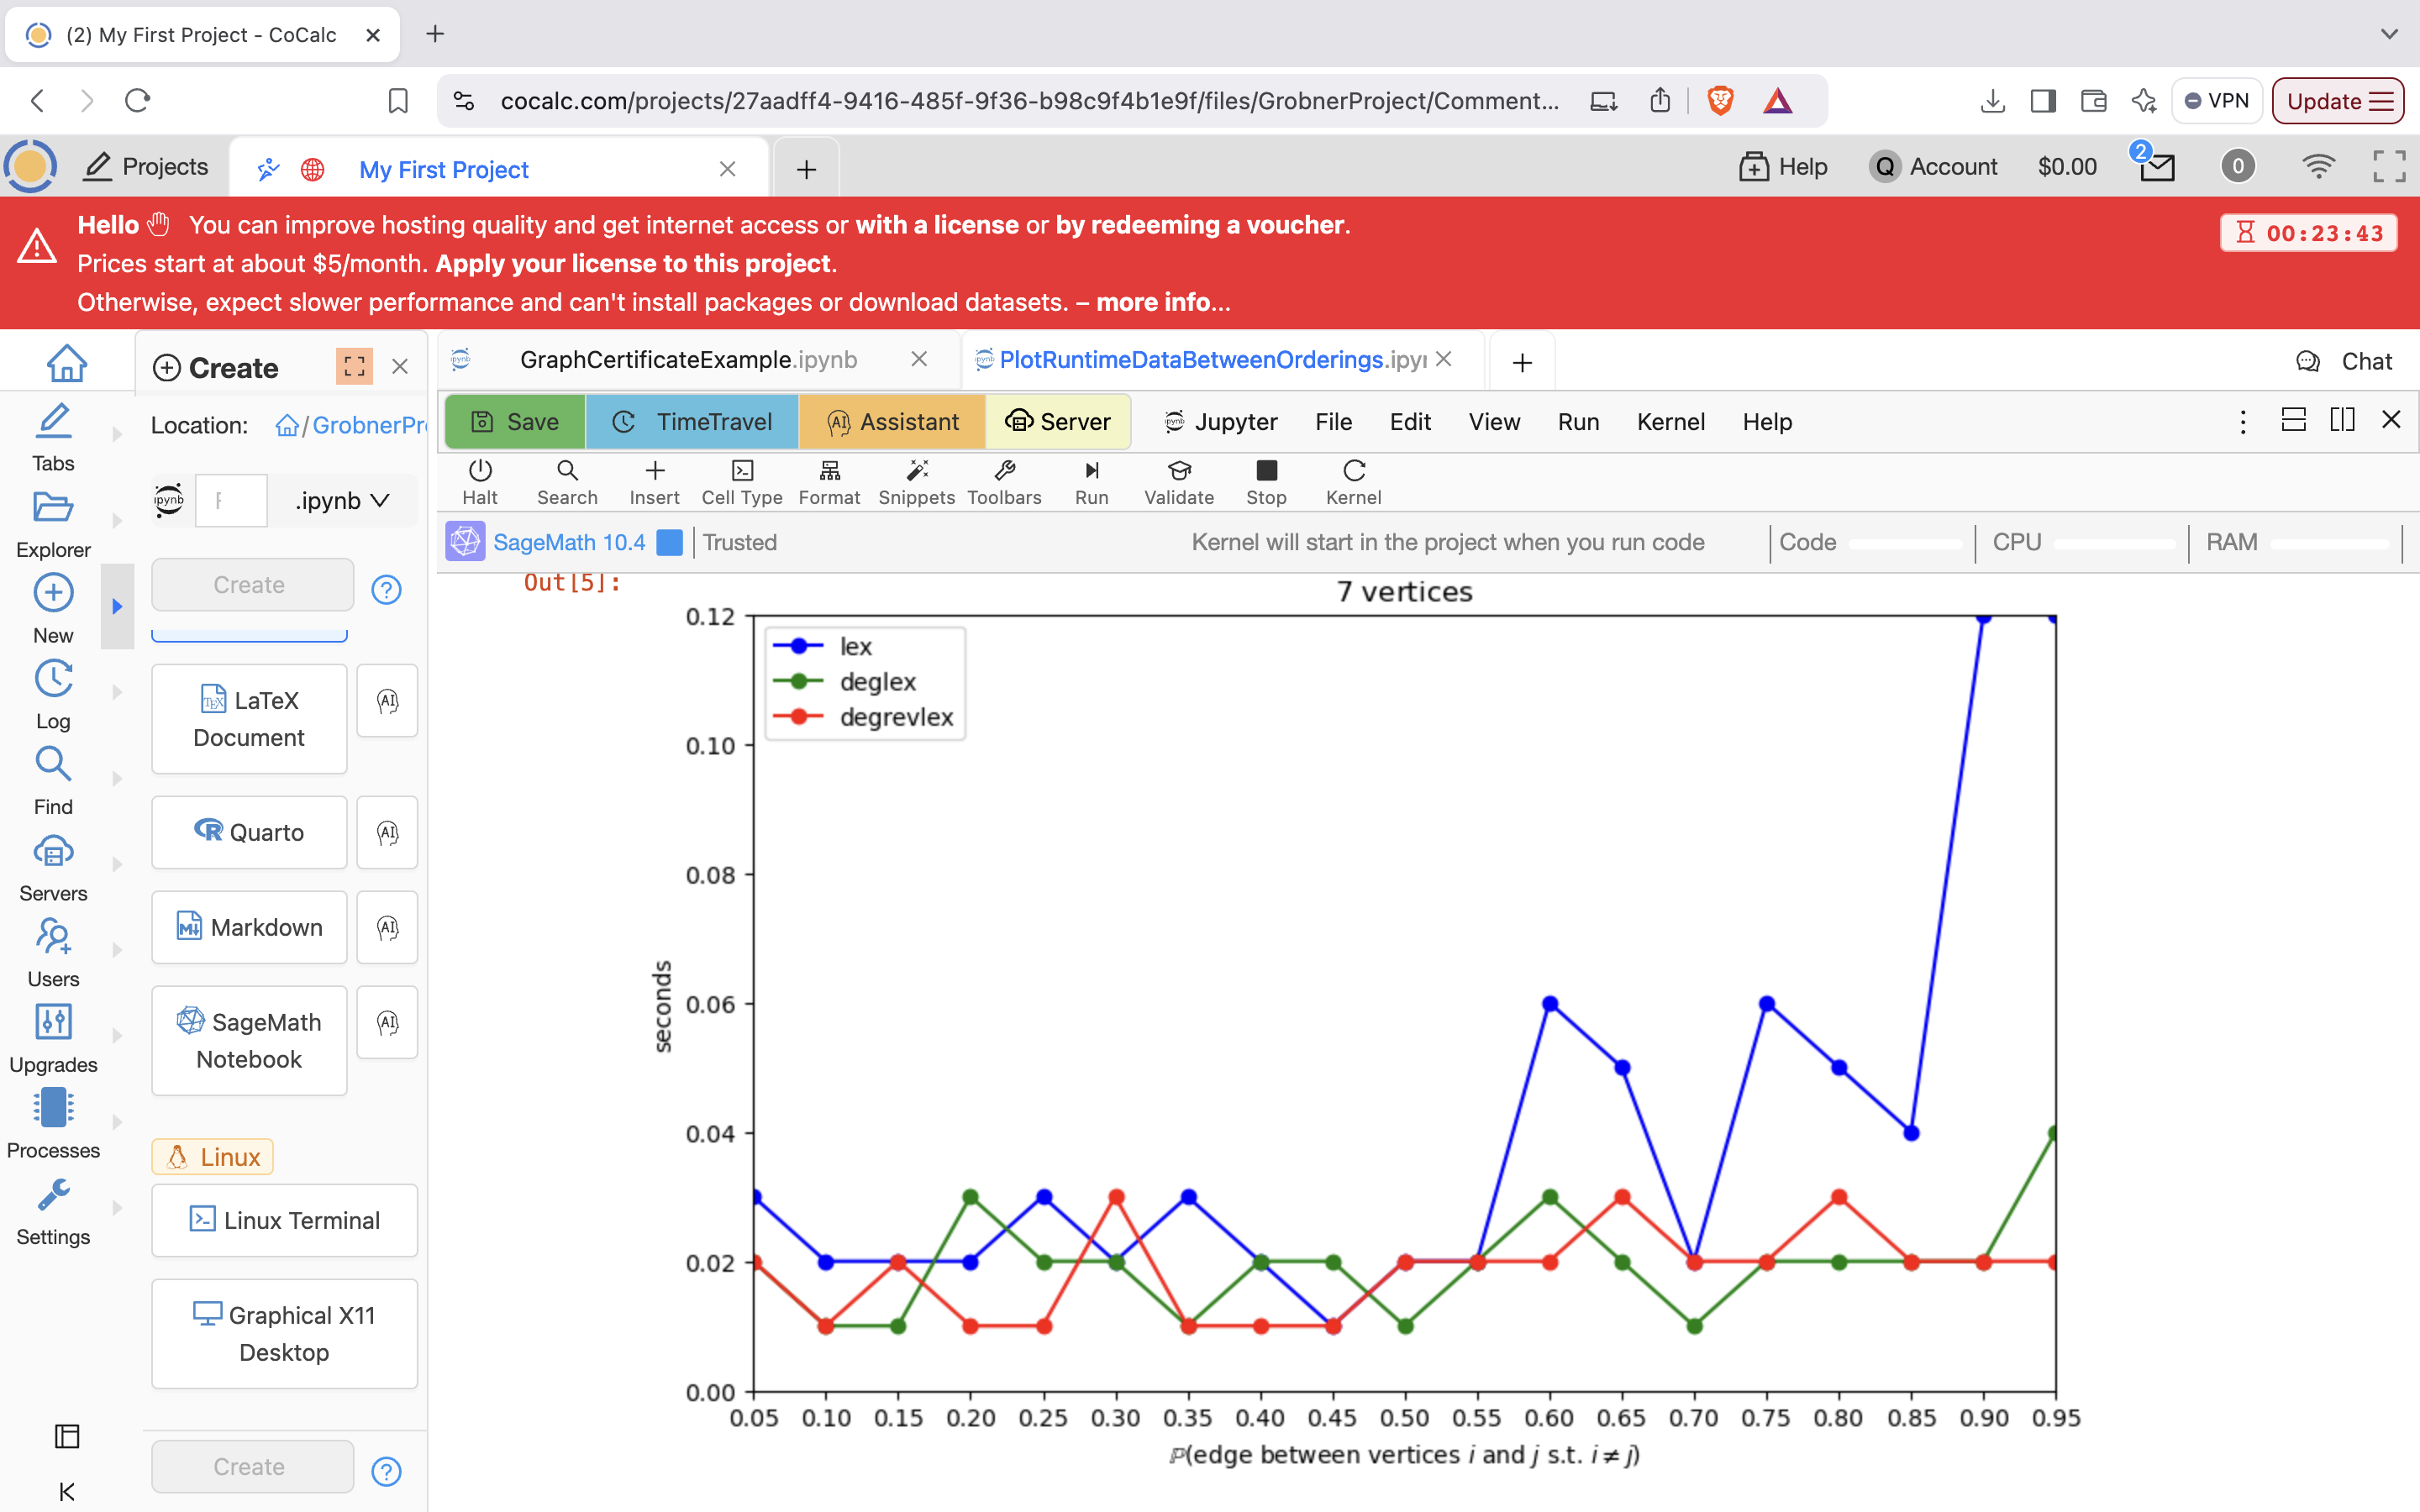 (2) My First Project - CoCalc
cocalc.com/projects/27aadff4-9416-485f-9f36-b98c9f4b1e9f/files/GrobnerProject/Comment...
VPN
Update
Projects
My First Project
Help
Q Account
$0.00
2
0
Hello You can improve hosting quality and get internet access or with a license or by redeeming a voucher.
Prices start at about $5/month. Apply your license to this project.
Otherwise, expect slower performance and can't install packages or download datasets. – more info...
00:23:43
Create
GraphCertificateExample.ipynb
PlotRuntimeDataBetweenOrderings.ipyn
Chat
Location: /GrobnerPr
Save
TimeTravel
Assistant
Server
Jupyter
File
Edit
View
Run
Kernel
Help
Halt
Search
Insert
Cell Type
Format
Snippets
Toolbars
Run
Validate
Stop
Kernel
SageMath 10.4
Trusted
Kernel will start in the project when you run code
Code
CPU
RAM
Tabs
Explorer
New
Log
Find
Servers
Users
Upgrades
Processes
Settings
.ipynb
Create
LaTeX
Document
Quarto
Markdown
SageMath
Notebook
Linux
Linux Terminal
Graphical X11
Desktop
Create
Out[5]:
7 vertices
lex
deglex
degrevlex
seconds
0.12
0.10
0.08
0.06
0.04
0.02
0.00
0.05 0.10 0.15 0.20 0.25 0.30 0.35 0.40 0.45 0.50 0.55 0.60 0.65 0.70 0.75 0.80 0.85 0.90 0.95
ℙ(edge between vertices i and j s.t. i ≠ j)